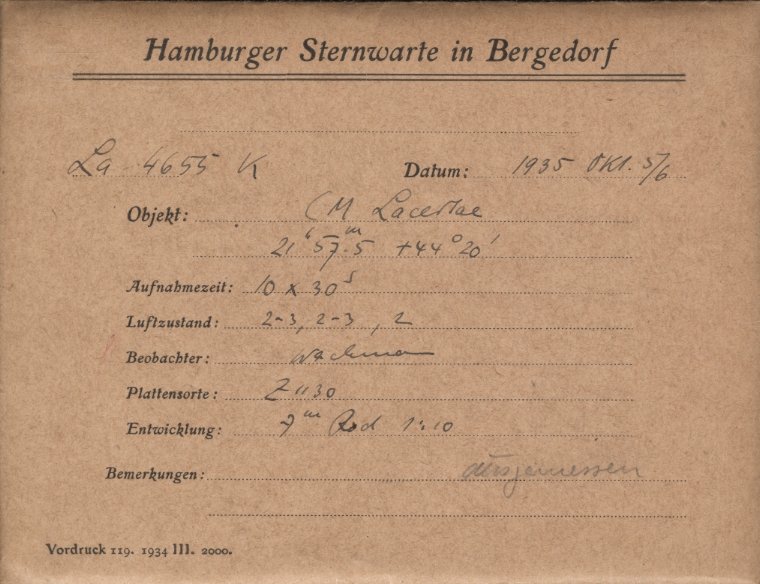 Hamburger Sternwarte in Bergedorf
La 4655 K Datum: 1935 Okt. 5/6
Objekt: CM Lacertae
21ʰ 57ᵐ.5 +44° 20'
Aufnahmezeit: 10 x 30ˢ
Luftzustand: 2-3, 2-3, 2
Beobachter: Wachmann
Plattensorte: Z 1130
Entwicklung: 7ᵐ Rod 1:10
Bemerkungen: ausgemessen
Vordruck 119. 1934 III. 2000.